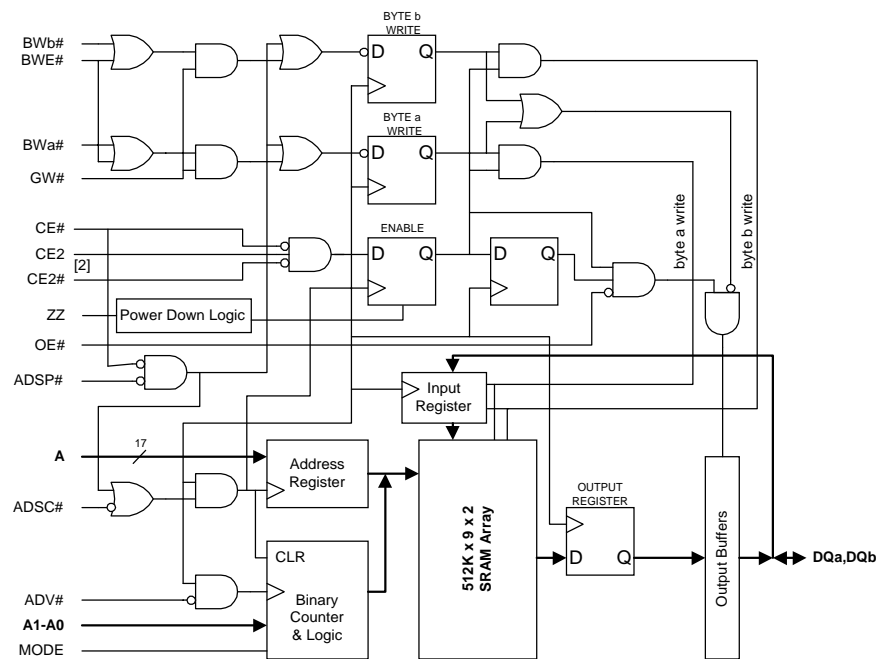 BYTE b
WRITE
BWb#
BWE#
D Q
BYTE a
WRITE
BWa#
D Q
GW#
byte a write
byte b write
CE#
ENABLE
CE2
D Q
D Q
[2]
CE2#
ZZ
Power Down Logic
OE#
Input
Register
ADSP#
17
A
Address
Register
OUTPUT
REGISTER
ADSC#
512K x 9 x 2
SRAM Array
Output Buffers
CLR
D Q
DQa,DQb
Binary
Counter
& Logic
ADV#
A1-A0
MODE